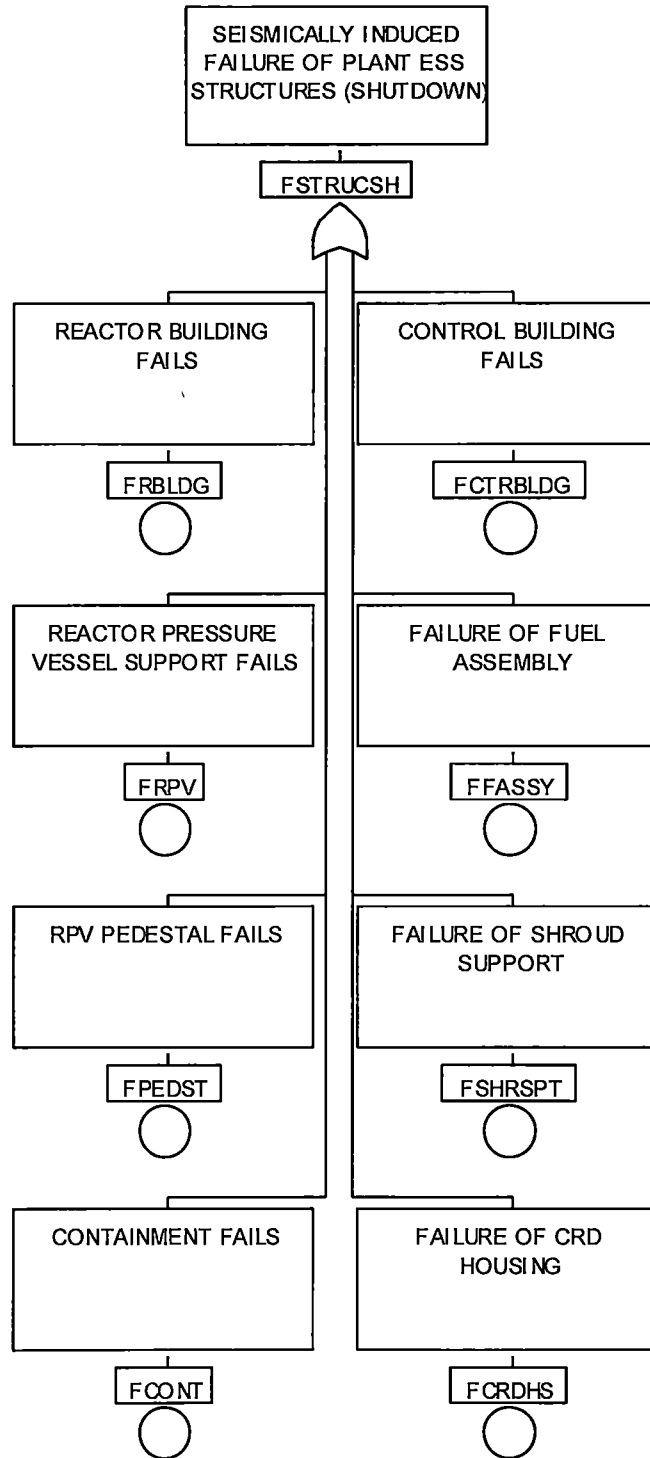 SEISMICALLY INDUCED
FAILURE OF PLANT ESS
STRUCTURES (SHUTDOWN)
FSTRUCSH
REACTOR BUILDING
FAILS
FRBLDG
CONTROL BUILDING
FAILS
FCTRBLDG
REACTOR PRESSURE
VESSEL SUPPORT FAILS
FRPV
FAILURE OF FUEL
ASSEMBLY
FFASSY
RPV PEDESTAL FAILS
FPEDST
FAILURE OF SHROUD
SUPPORT
FSHRSPT
CONTAINMENT FAILS
FCONT
FAILURE OF CRD
HOUSING
FCRDHS